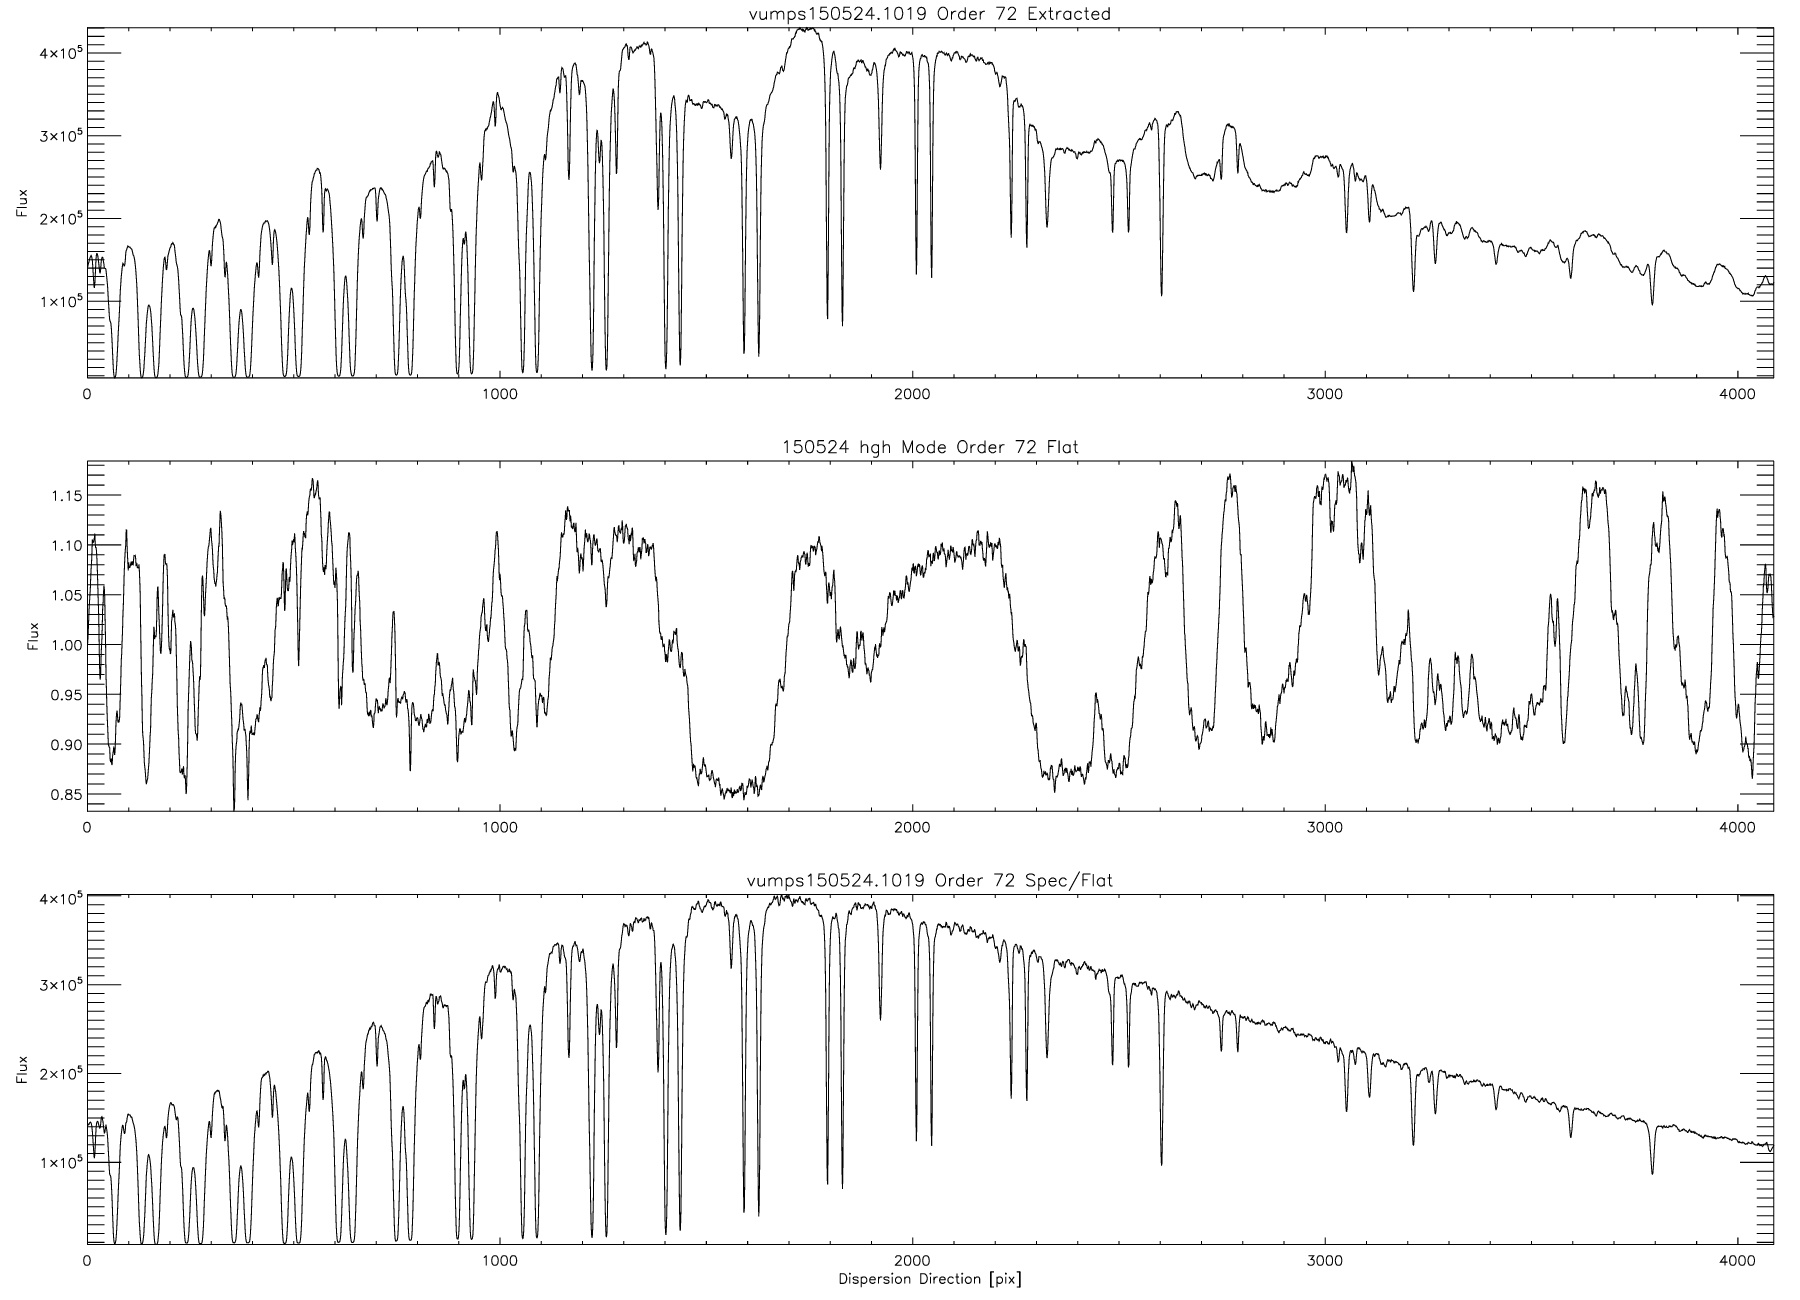 vumps150524.1019 Order 72 Extracted
4×10⁵
3×10⁵
2×10⁵
1×10⁵
Flux
0 1000 2000 3000 4000
150524 hgh Mode Order 72 Flat
1.15
1.10
1.05
1.00
0.95
0.90
0.85
Flux
0 1000 2000 3000 4000
vumps150524.1019 Order 72 Spec/Flat
4×10⁵
3×10⁵
2×10⁵
1×10⁵
Flux
0 1000 2000 3000 4000
Dispersion Direction [pix]